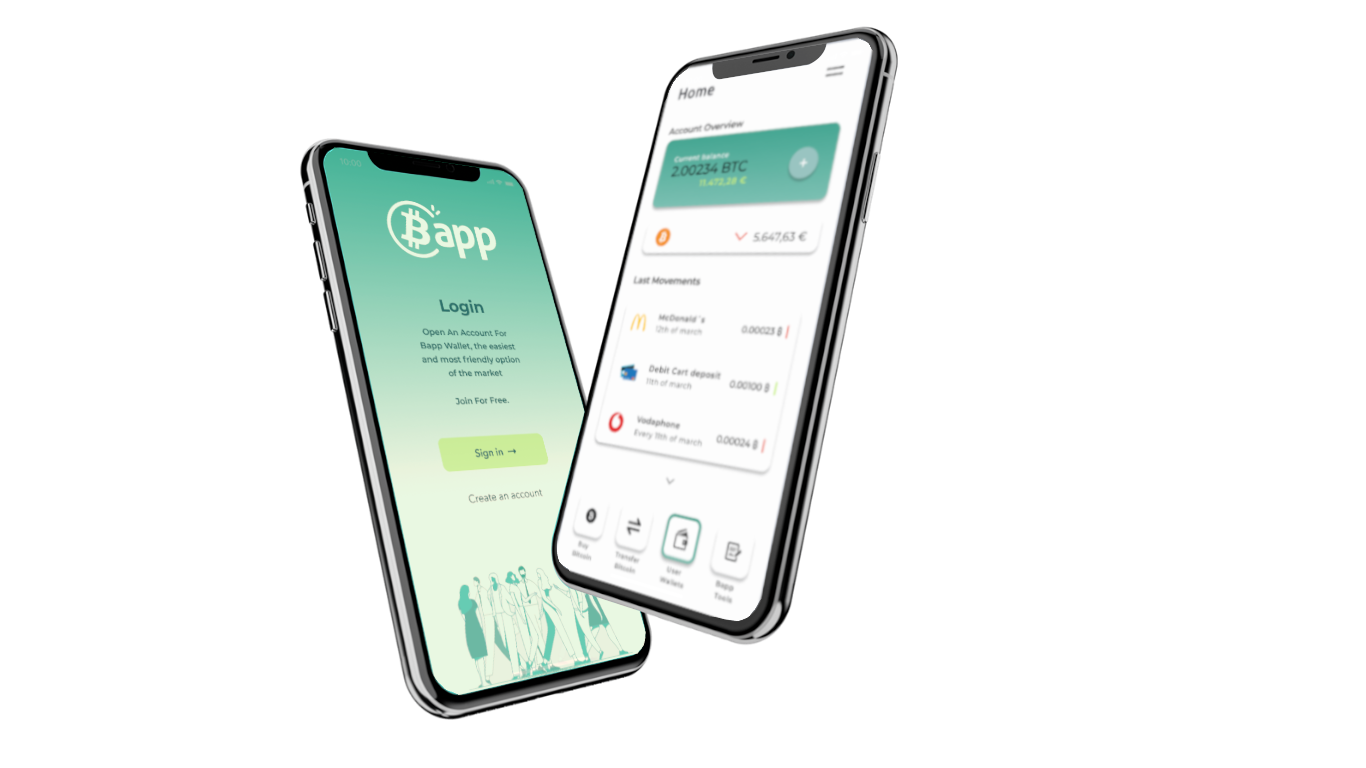 10:00
Bapp
Login
Open An Account For
Bapp Wallet, the easiest
and most friendly option
of the market
Join For Free.
Sign in →
Create an account
Home
Account Overview
Current balance
2.00234 BTC
11.472,28 €
5.647,63 €
Last Movements
McDonald´s
12th of march
0.00023 ₿
Debit Cart deposit
11th of march
0.00100 ₿
Vodaphone
Every 11th of march
0.00024 ₿
Buy
Bitcoin
Transfer
Bitcoin
User
Wallets
Bapp
Tools